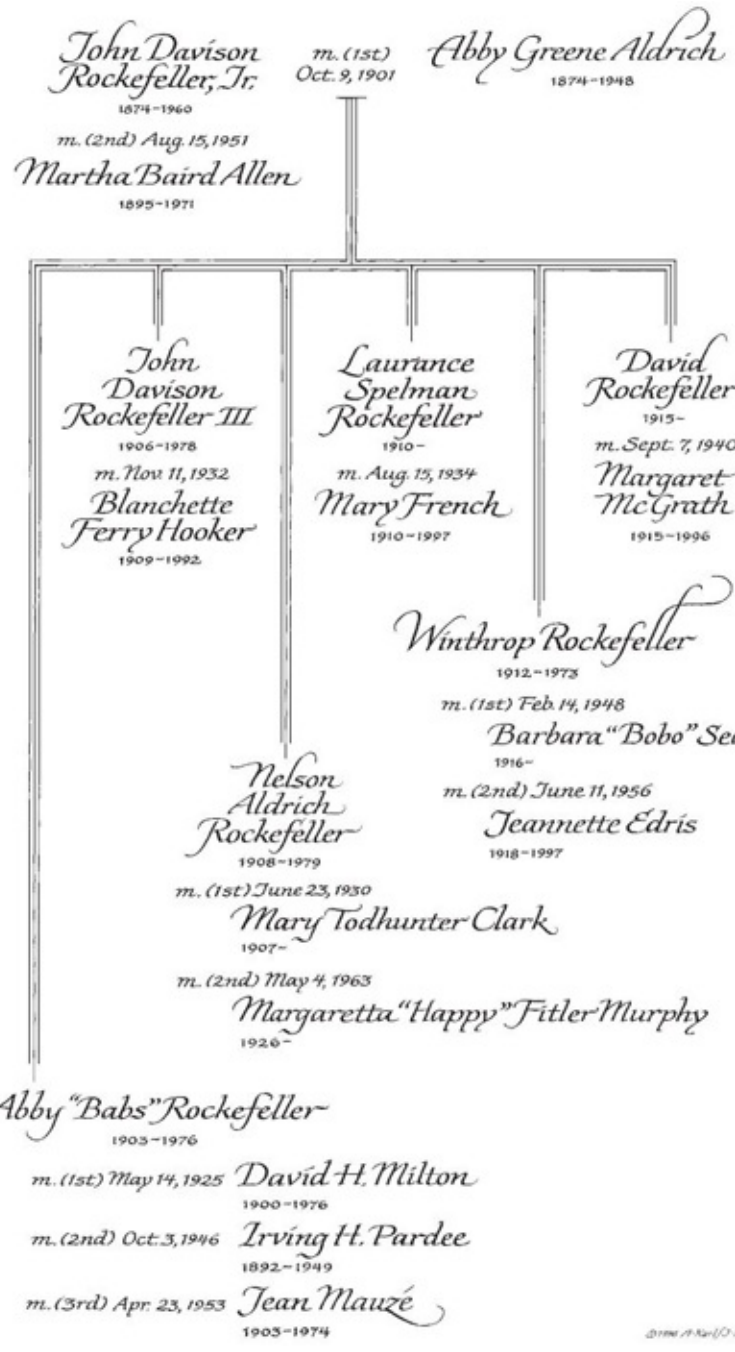 John Davison
Rockefeller, Jr.
1874-1960
m. (2nd) Aug. 15, 1951
Martha Baird Allen
1895-1971
m. (1st)
Oct. 9, 1901
Abby Greene Aldrich
1874-1948
John
Davison
Rockefeller III
1906-1978
m. Nov. 11, 1932
Blanchette
Ferry Hooker
1909-1992
Laurance
Spelman
Rockefeller
1910-
m. Aug. 15, 1934
Mary French
1910-1997
David
Rockefeller
1915-
m. Sept. 7, 1940
Margaret
McGrath
1915-1996
Winthrop Rockefeller
1912-1973
m. (1st) Feb. 14, 1948
Barbara "Bobo"
1916-
m. (2nd) June 11, 1956
Jeannette Edris
1918-1997
Nelson
Aldrich
Rockefeller
1908-1979
m. (1st) June 23, 1930
Mary Todhunter Clark
1907-
m. (2nd) May 4, 1963
Margaretta "Happy" Fitler Murphy
1926-
Abby "Babs" Rockefeller
1903-1976
m. (1st) May 14, 1925 David H. Milton
1900-1976
m. (2nd) Oct. 3, 1946 Irving H. Pardee
1892-1949
m. (3rd) Apr. 23, 1953 Jean Mauzé
1903-1974